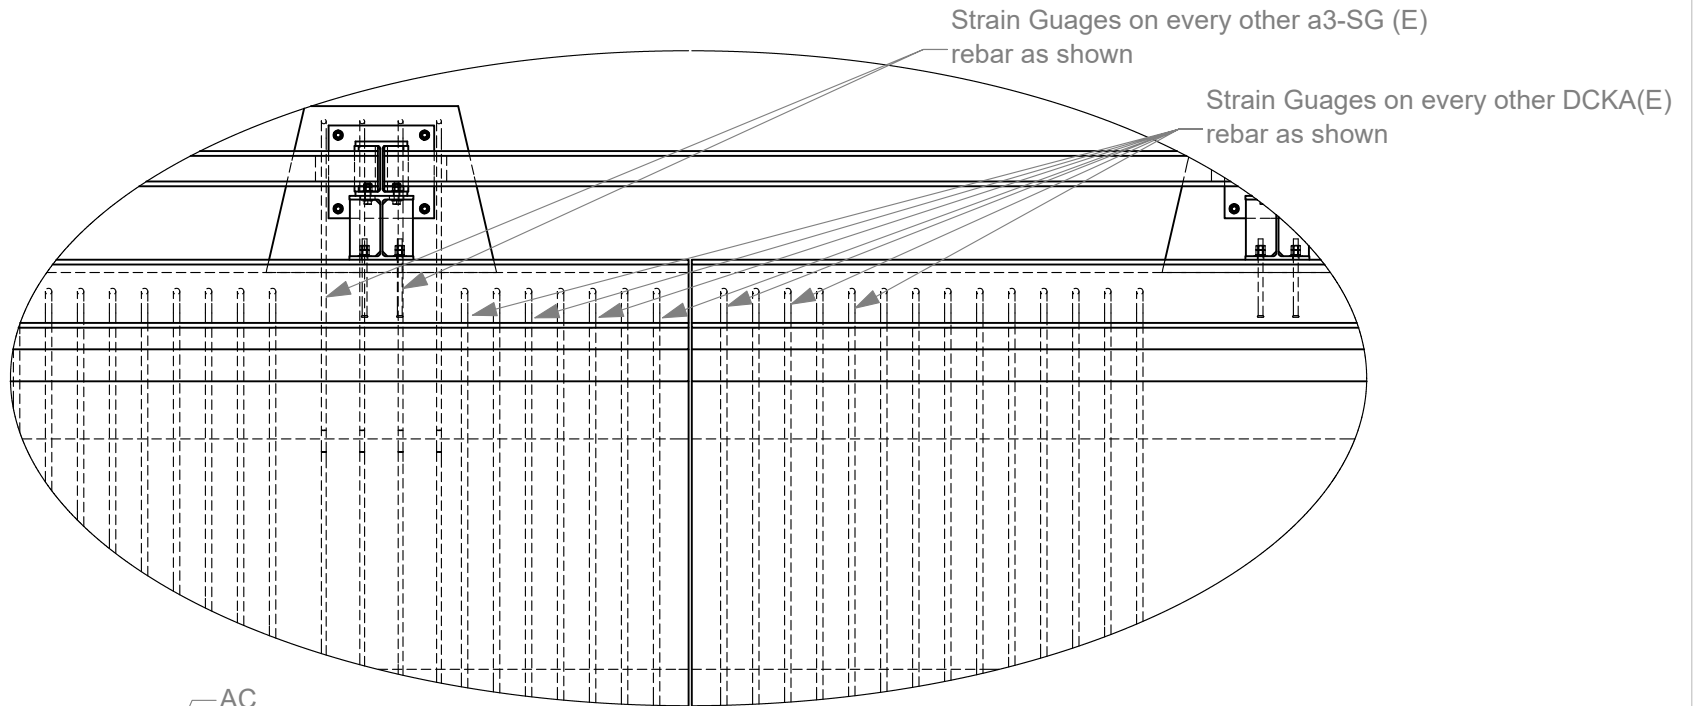 Strain Guages on every other a3-SG (E)
rebar as shown
Strain Guages on every other DCKA(E)
rebar as shown
AC